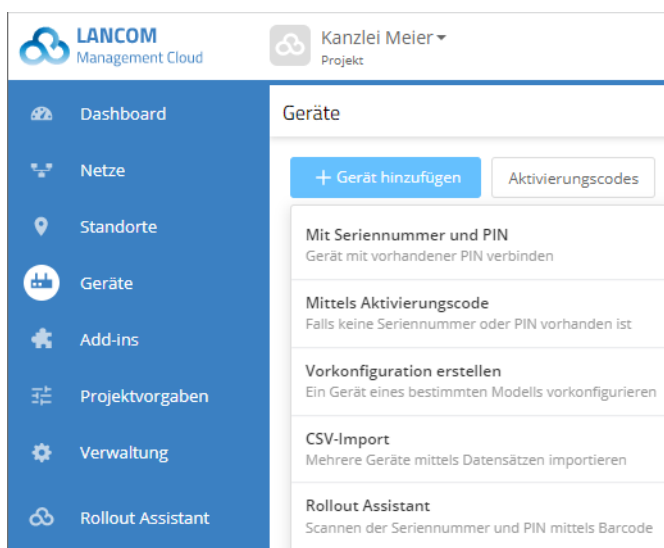 LANCOM
Management Cloud
Kanzlei Meier
Projekt
Dashboard
Netze
Standorte
Geräte
Add-ins
Projektvorgaben
Verwaltung
Rollout Assistant
Geräte
+ Gerät hinzufügen
Aktivierungscodes
Mit Seriennummer und PIN
Gerät mit vorhandener PIN verbinden
Mittels Aktivierungscode
Falls keine Seriennummer oder PIN vorhanden ist
Vorkonfiguration erstellen
Ein Gerät eines bestimmten Modells vorkonfigurieren
CSV-Import
Mehrere Geräte mittels Datensätzen importieren
Rollout Assistant
Scannen der Seriennummer und PIN mittels Barcode